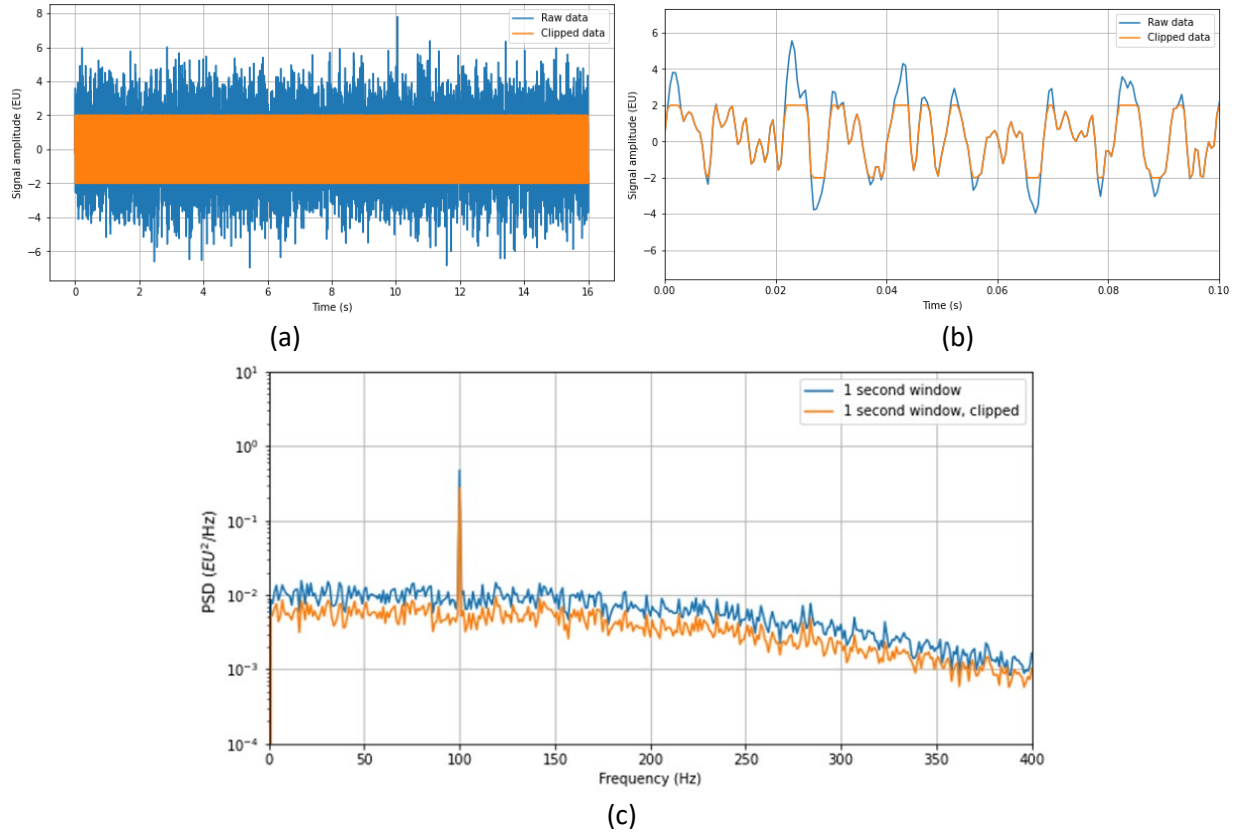 8
6
4
2
0
−2
−4
−6
Signal amplitude (EU)
Raw data
Clipped data
0 2 4 6 8 10 12 14 16
Time (s)
(a)
6
4
2
0
−2
−4
−6
Signal amplitude (EU)
Raw data
Clipped data
0.00 0.02 0.04 0.06 0.08 0.10
Time (s)
(b)
10¹
10⁰
10⁻¹
10⁻²
10⁻³
10⁻⁴
PSD (EU²/Hz)
1 second window
1 second window, clipped
0 50 100 150 200 250 300 350 400
Frequency (Hz)
(c)